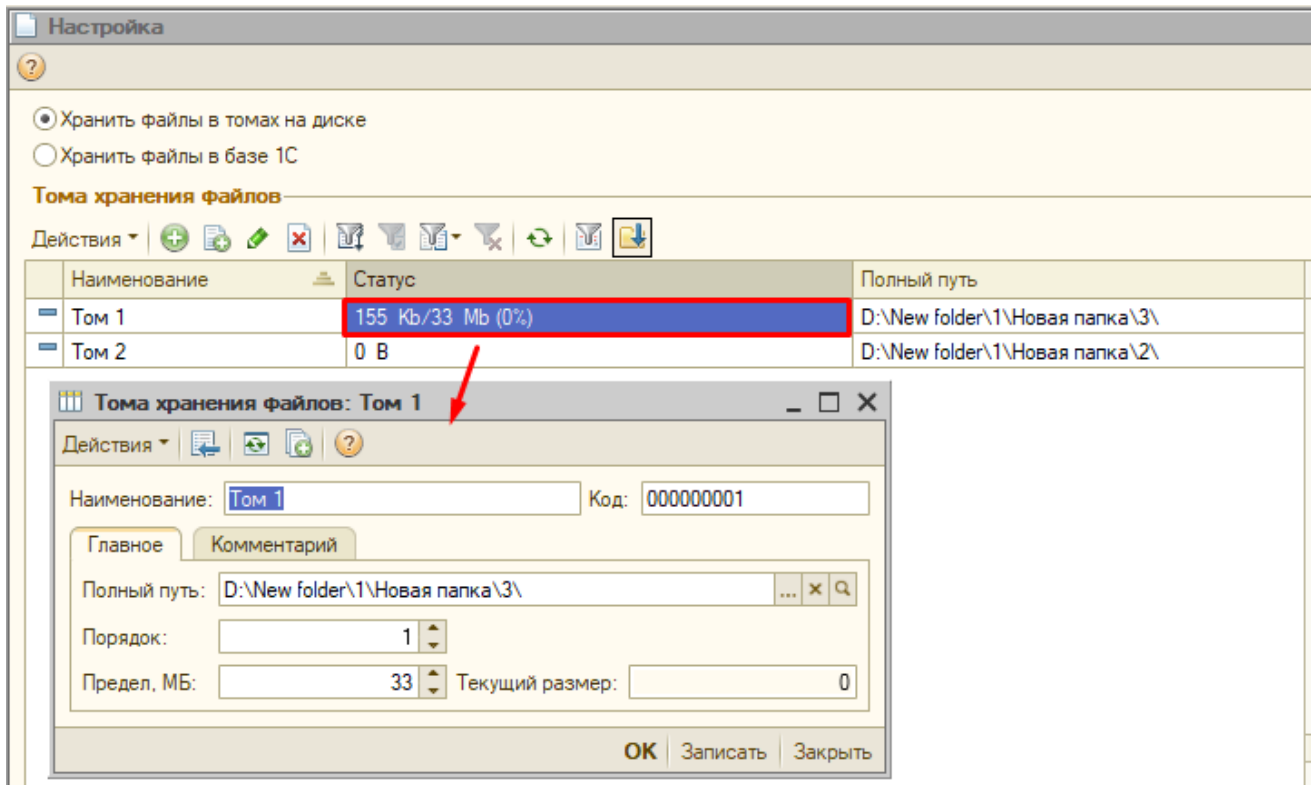 Настройка
Хранить файлы в томах на диске
Хранить файлы в базе 1С
Тома хранения файлов
Действия
Наименование Статус Полный путь
Том 1 155 Kb/33 Mb (0%) D:\New folder\1\Новая папка\3\
Том 2 0 B D:\New folder\1\Новая папка\2\
Тома хранения файлов: Том 1
Действия
Наименование: Том 1 Код: 000000001
Главное Комментарий
Полный путь: D:\New folder\1\Новая папка\3\ ...
Порядок: 1
Предел, МБ: 33 Текущий размер: 0
ОК Записать Закрыть